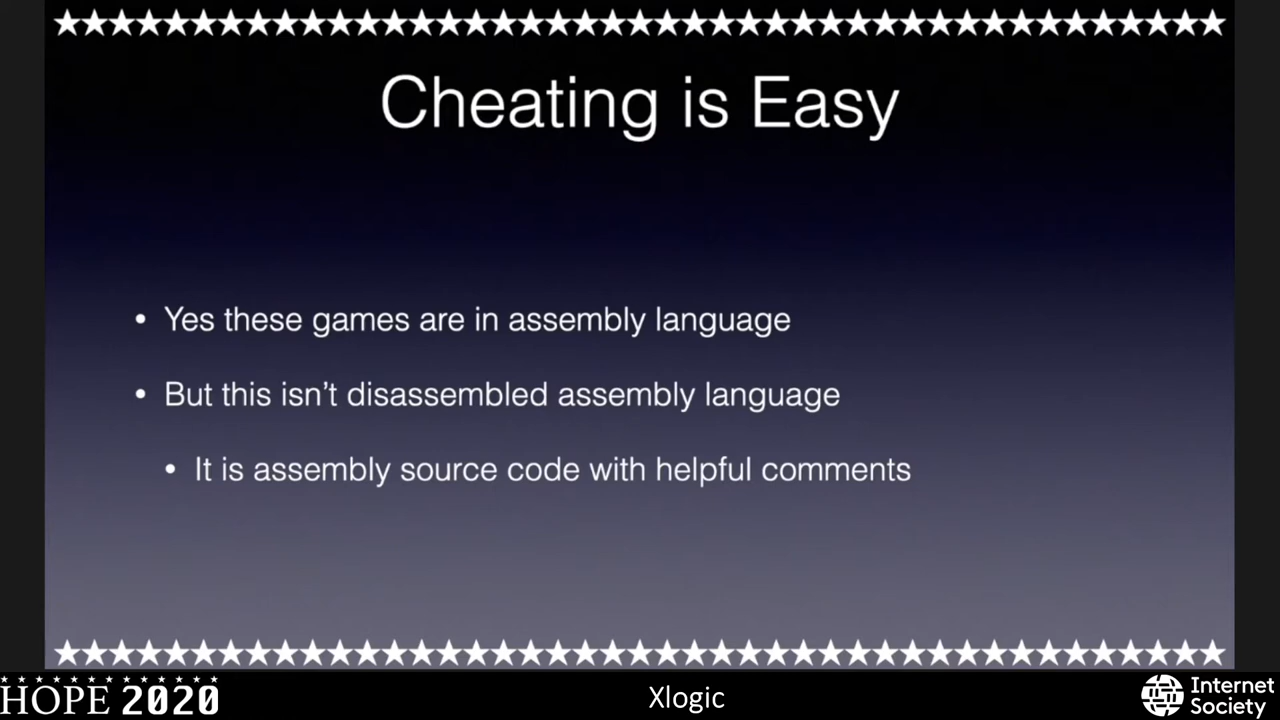 Cheating is Easy
• Yes these games are in assembly language
• But this isn't disassembled assembly language
• It is assembly source code with helpful comments
HOPE 2020
Xlogic
Internet
Society